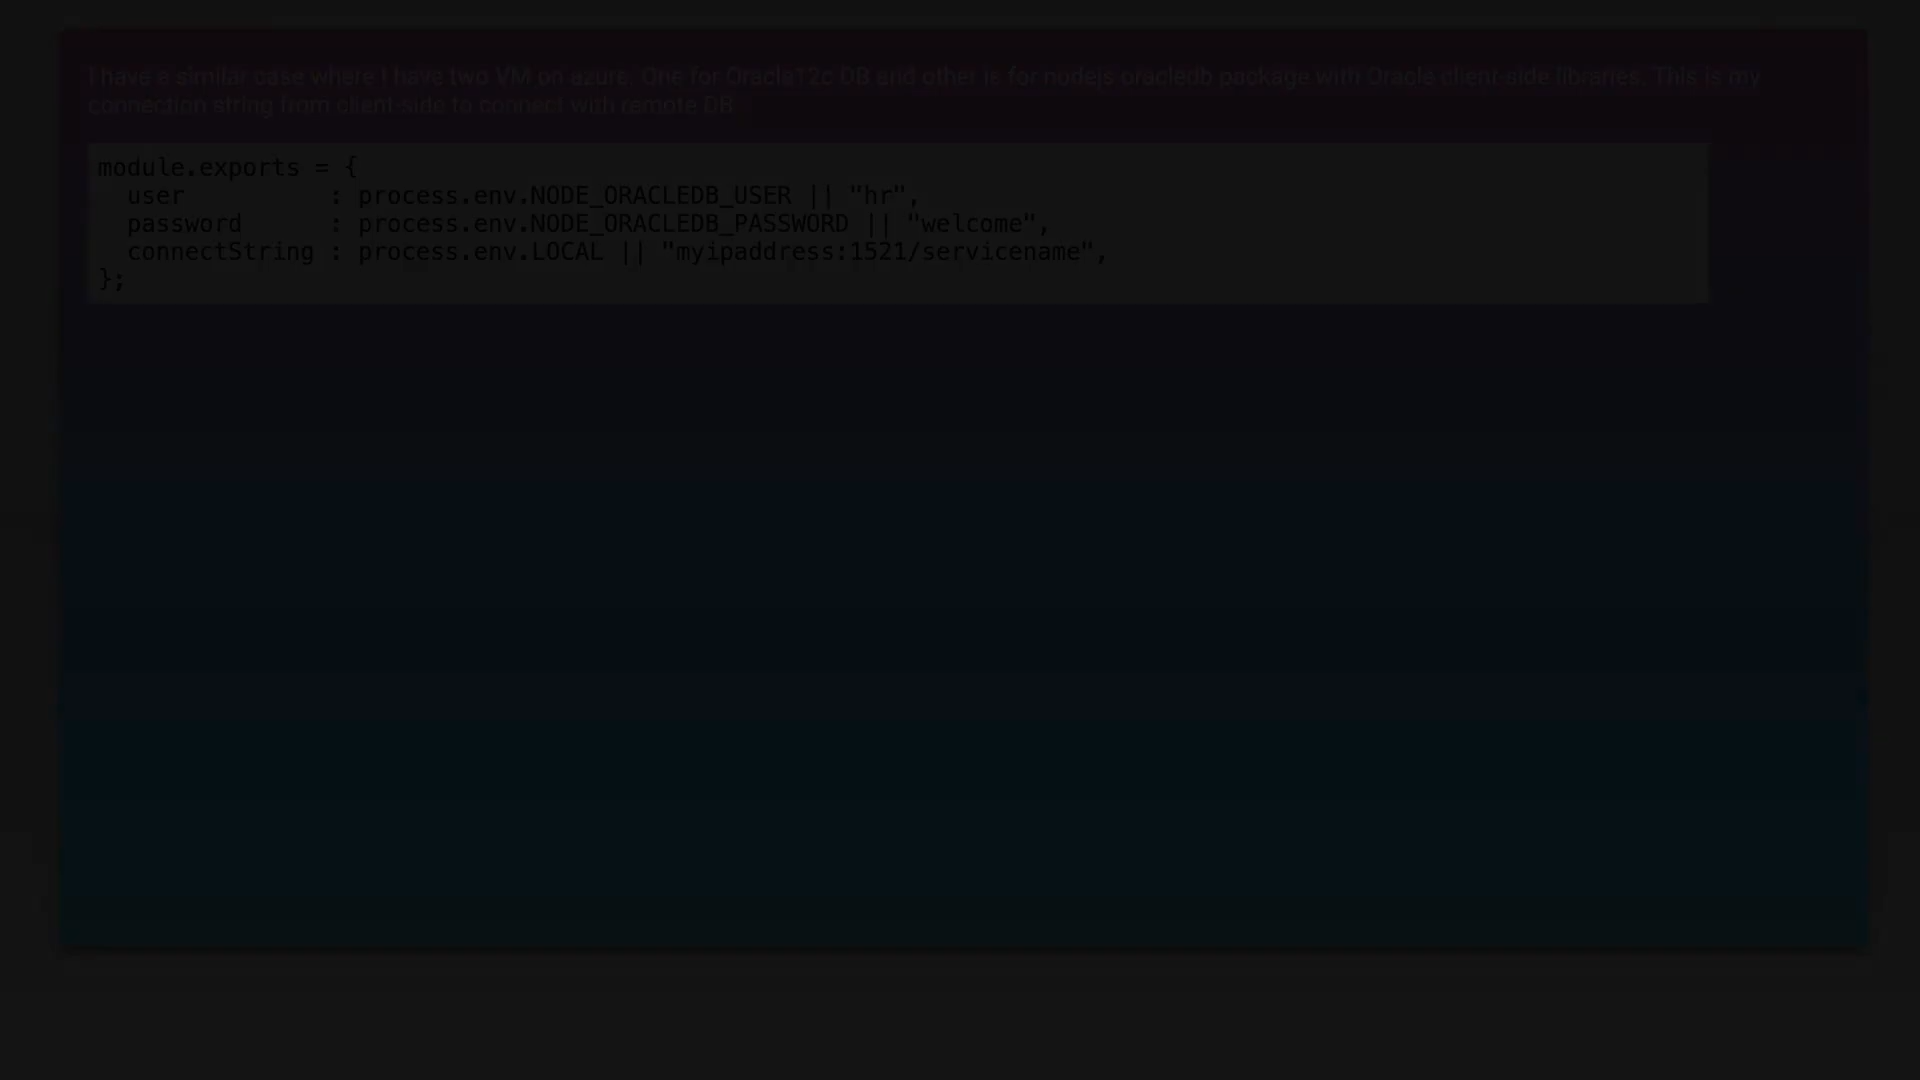 I have a similar case where I have two VM on azure. One for Oracle12c DB and other is for nodejs oracledb package with Oracle client-side libraries. This is my
connection string from client-side to connect with remote DB
module.exports = {
  user          : process.env.NODE_ORACLEDB_USER || "hr",
  password      : process.env.NODE_ORACLEDB_PASSWORD || "welcome",
  connectString : process.env.LOCAL || "myipaddress:1521/servicename",
};